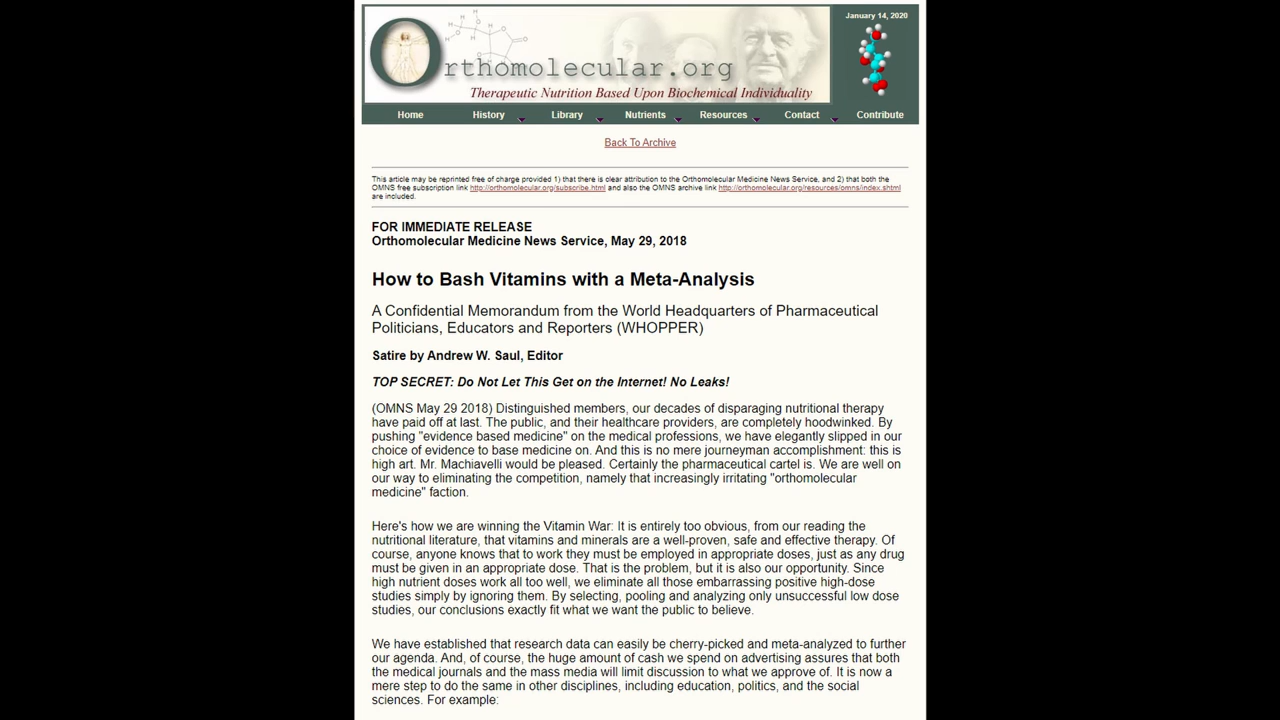 January 14, 2020
Orthomolecular.org
Therapeutic Nutrition Based Upon Biochemical Individuality
Home History Library Nutrients Resources Contact Contribute
Back To Archive
This article may be reprinted free of charge provided 1) that there is clear attribution to the Orthomolecular Medicine News Service, and 2) that both the
OMNS free subscription link http://orthomolecular.org/subscribe.html and also the OMNS archive link http://orthomolecular.org/resources/omns/index.shtml
are included.
FOR IMMEDIATE RELEASE
Orthomolecular Medicine News Service, May 29, 2018
How to Bash Vitamins with a Meta-Analysis
A Confidential Memorandum from the World Headquarters of Pharmaceutical
Politicians, Educators and Reporters (WHOPPER)
Satire by Andrew W. Saul, Editor
TOP SECRET: Do Not Let This Get on the Internet! No Leaks!
(OMNS May 29 2018) Distinguished members, our decades of disparaging nutritional therapy
have paid off at last. The public, and their healthcare providers, are completely hoodwinked. By
pushing "evidence based medicine" on the medical professions, we have elegantly slipped in our
choice of evidence to base medicine on. And this is no mere journeyman accomplishment: this is
high art. Mr. Machiavelli would be pleased. Certainly the pharmaceutical cartel is. We are well on
our way to eliminating the competition, namely that increasingly irritating "orthomolecular
medicine" faction.
Here's how we are winning the Vitamin War: It is entirely too obvious, from our reading the
nutritional literature, that vitamins and minerals are a well-proven, safe and effective therapy. Of
course, anyone knows that to work they must be employed in appropriate doses, just as any drug
must be given in an appropriate dose. That is the problem, but it is also our opportunity. Since
high nutrient doses work all too well, we eliminate all those embarrassing positive high-dose
studies simply by ignoring them. By selecting, pooling and analyzing only unsuccessful low dose
studies, our conclusions exactly fit what we want the public to believe.
We have established that research data can easily be cherry-picked and meta-analyzed to further
our agenda. And, of course, the huge amount of cash we spend on advertising assures that both
the medical journals and the mass media will limit discussion to what we approve of. It is now a
mere step to do the same in other disciplines, including education, politics, and the social
sciences. For example: